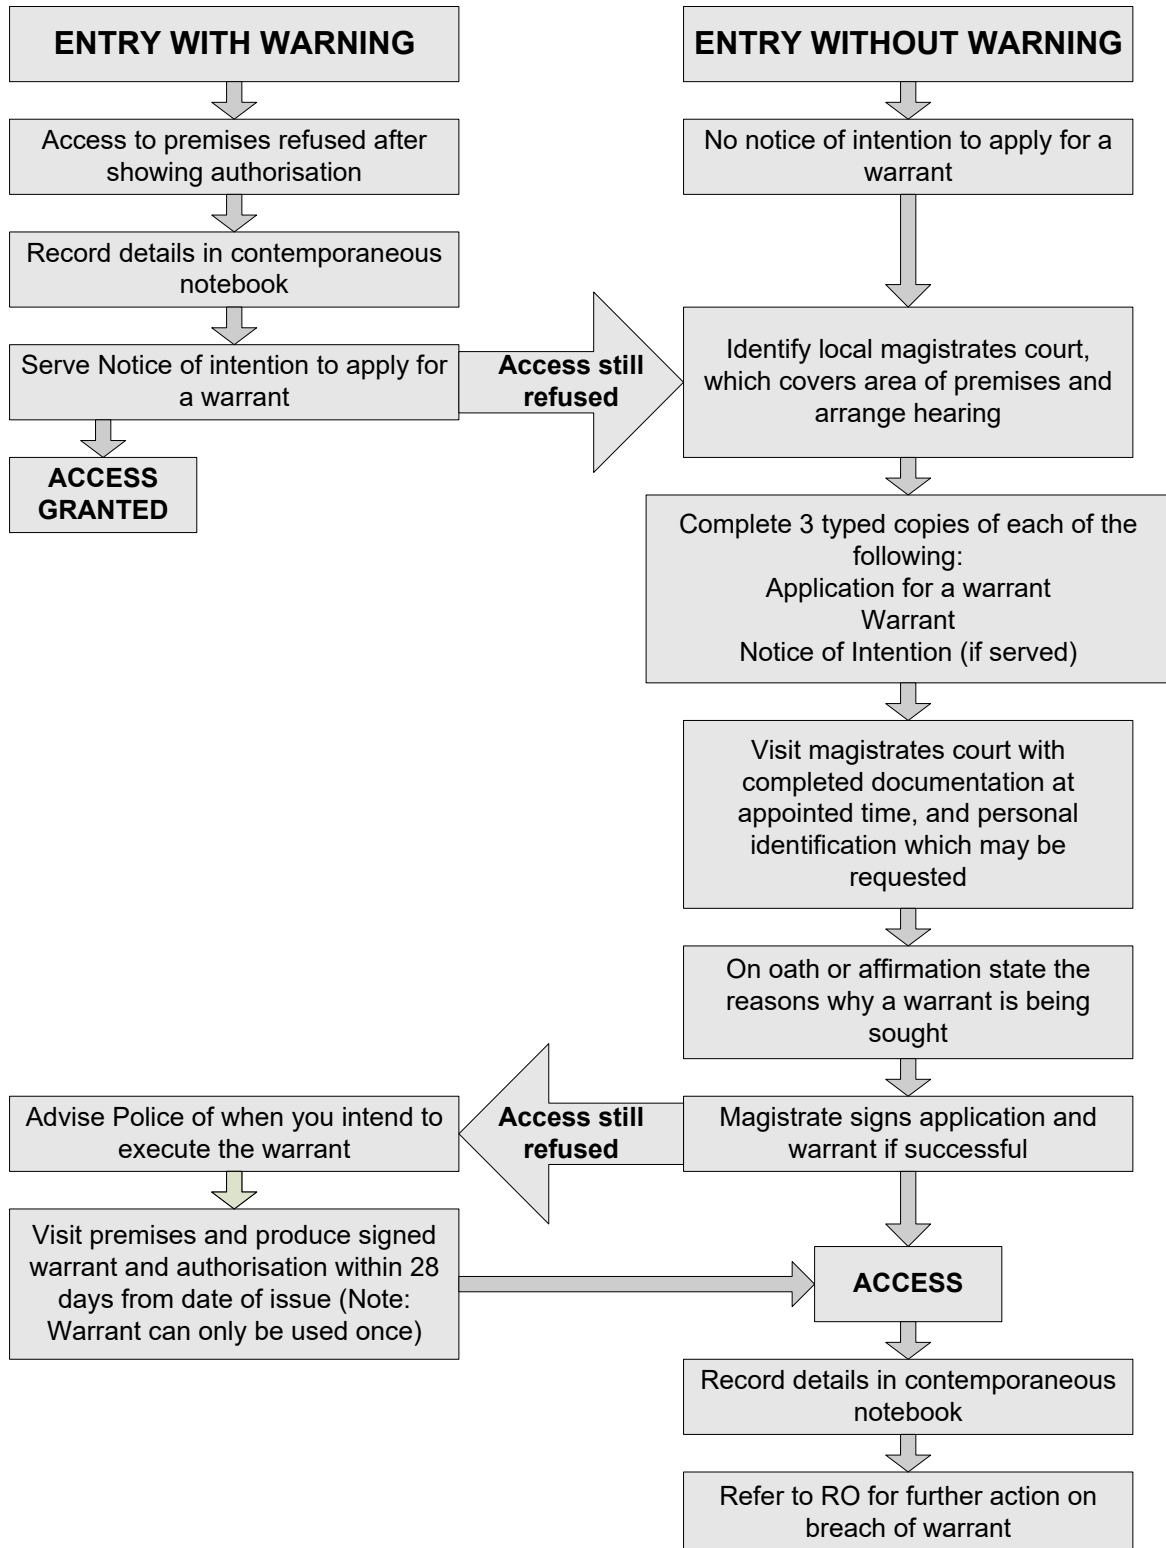 ENTRY WITH WARNING
Access to premises refused after
showing authorisation
Record details in contemporaneous
notebook
Serve Notice of intention to apply for
a warrant
ACCESS
GRANTED
Access still
refused
ENTRY WITHOUT WARNING
No notice of intention to apply for a
warrant
Identify local magistrates court,
which covers area of premises and
arrange hearing
Complete 3 typed copies of each of the
following:
Application for a warrant
Warrant
Notice of Intention (if served)
Visit magistrates court with
completed documentation at
appointed time, and personal
identification which may be
requested
On oath or affirmation state the
reasons why a warrant is being
sought
Magistrate signs application and
warrant if successful
Access still
refused
Advise Police of when you intend to
execute the warrant
Visit premises and produce signed
warrant and authorisation within 28
days from date of issue (Note:
Warrant can only be used once)
ACCESS
Record details in contemporaneous
notebook
Refer to RO for further action on
breach of warrant